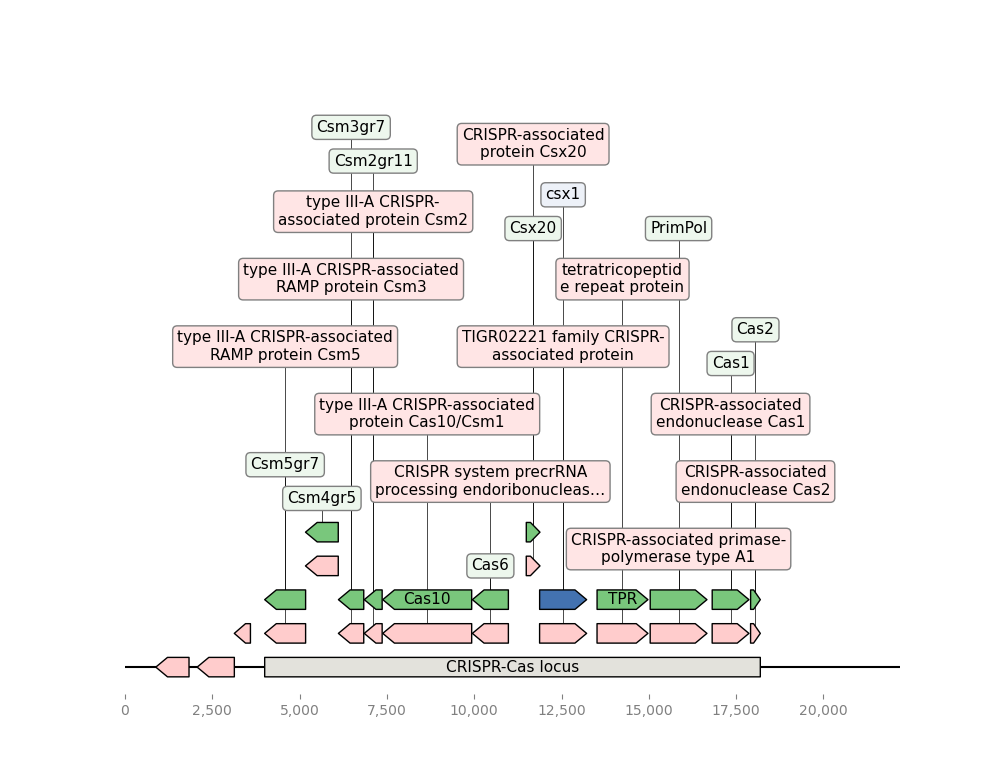 Csm3gr7
CRISPR-associated
protein Csx20
Csm2gr11
csx1
type III-A CRISPR-
associated protein Csm2
Csx20
PrimPol
type III-A CRISPR-associated
RAMP protein Csm3
tetratricopeptid
e repeat protein
Cas2
type III-A CRISPR-associated
RAMP protein Csm5
TIGR02221 family CRISPR-
associated protein
Cas1
type III-A CRISPR-associated
protein Cas10/Csm1
CRISPR-associated
endonuclease Cas1
Csm5gr7
CRISPR system precrRNA
processing endoribonucleas…
CRISPR-associated
endonuclease Cas2
Csm4gr5
CRISPR-associated primase-
polymerase type A1
Cas6
Cas10
TPR
CRISPR-Cas locus
0
2,500
5,000
7,500
10,000
12,500
15,000
17,500
20,000